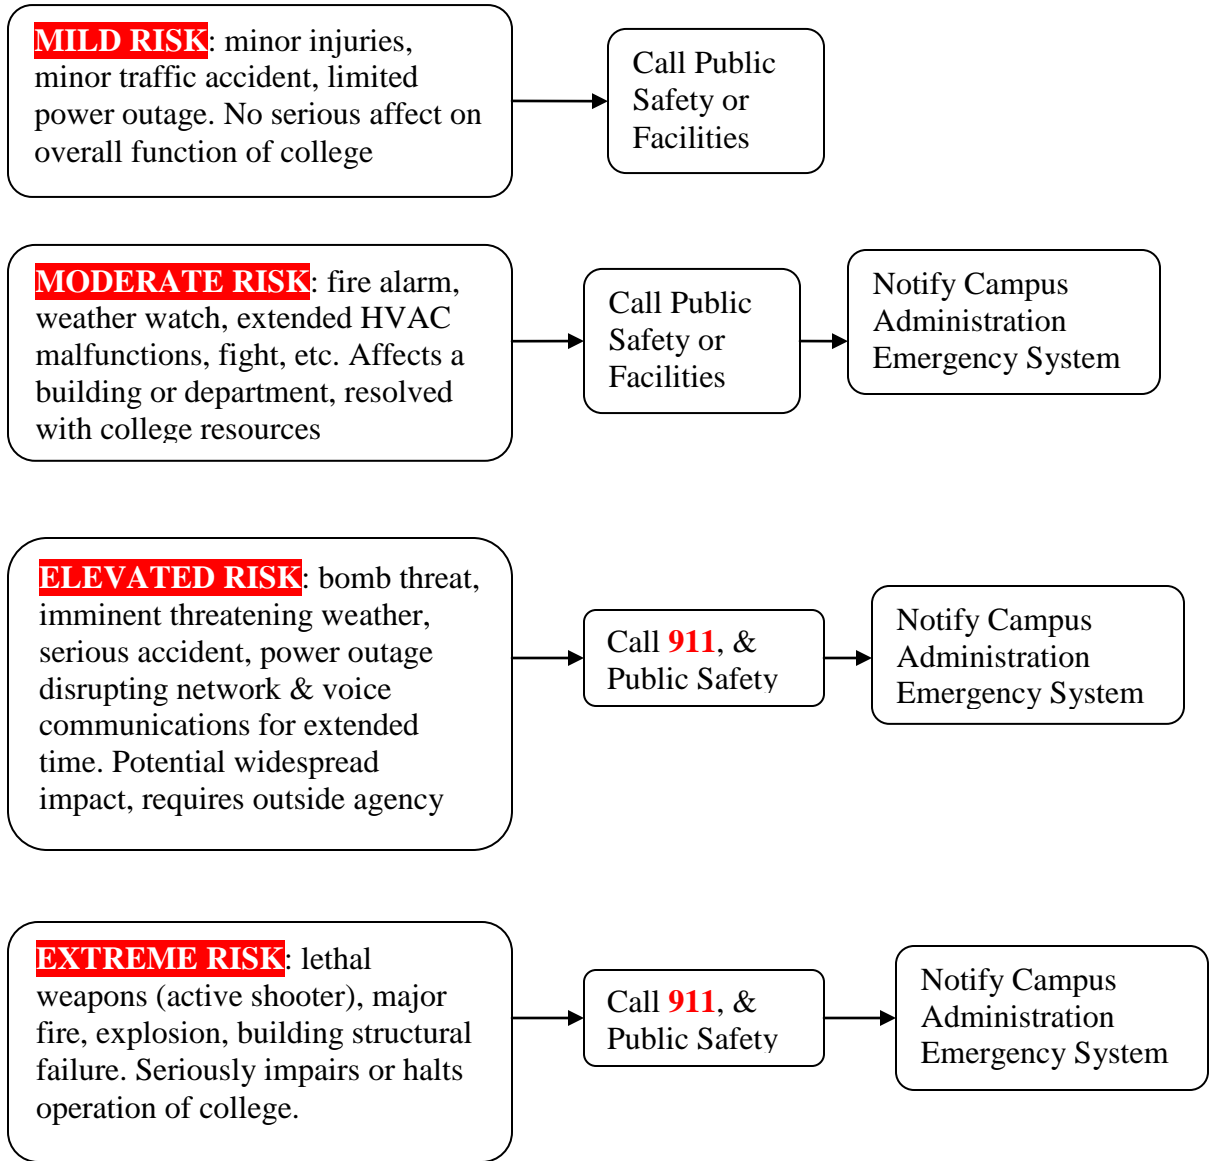 MILD RISK: minor injuries,
minor traffic accident, limited
power outage. No serious affect on
overall function of college
Call Public
Safety or
Facilities
MODERATE RISK: fire alarm,
weather watch, extended HVAC
malfunctions, fight, etc. Affects a
building or department, resolved
with college resources
Call Public
Safety or
Facilities
Notify Campus
Administration
Emergency System
ELEVATED RISK: bomb threat,
imminent threatening weather,
serious accident, power outage
disrupting network & voice
communications for extended
time. Potential widespread
impact, requires outside agency
Call 911, &
Public Safety
Notify Campus
Administration
Emergency System
EXTREME RISK: lethal
weapons (active shooter), major
fire, explosion, building structural
failure. Seriously impairs or halts
operation of college.
Call 911, &
Public Safety
Notify Campus
Administration
Emergency System